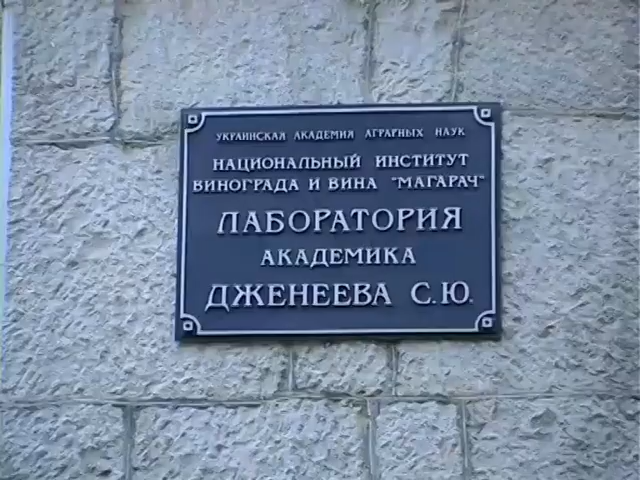 УКРАИНСКАЯ АКАДЕМИЯ АГРАРНЫХ НАУК
НАЦИОНАЛЬНЫЙ ИНСТИТУТ
ВИНОГРАДА И ВИНА "МАГАРАЧ"
ЛАБОРАТОРИЯ
АКАДЕМИКА
ДЖЕНЕЕВА С.Ю.